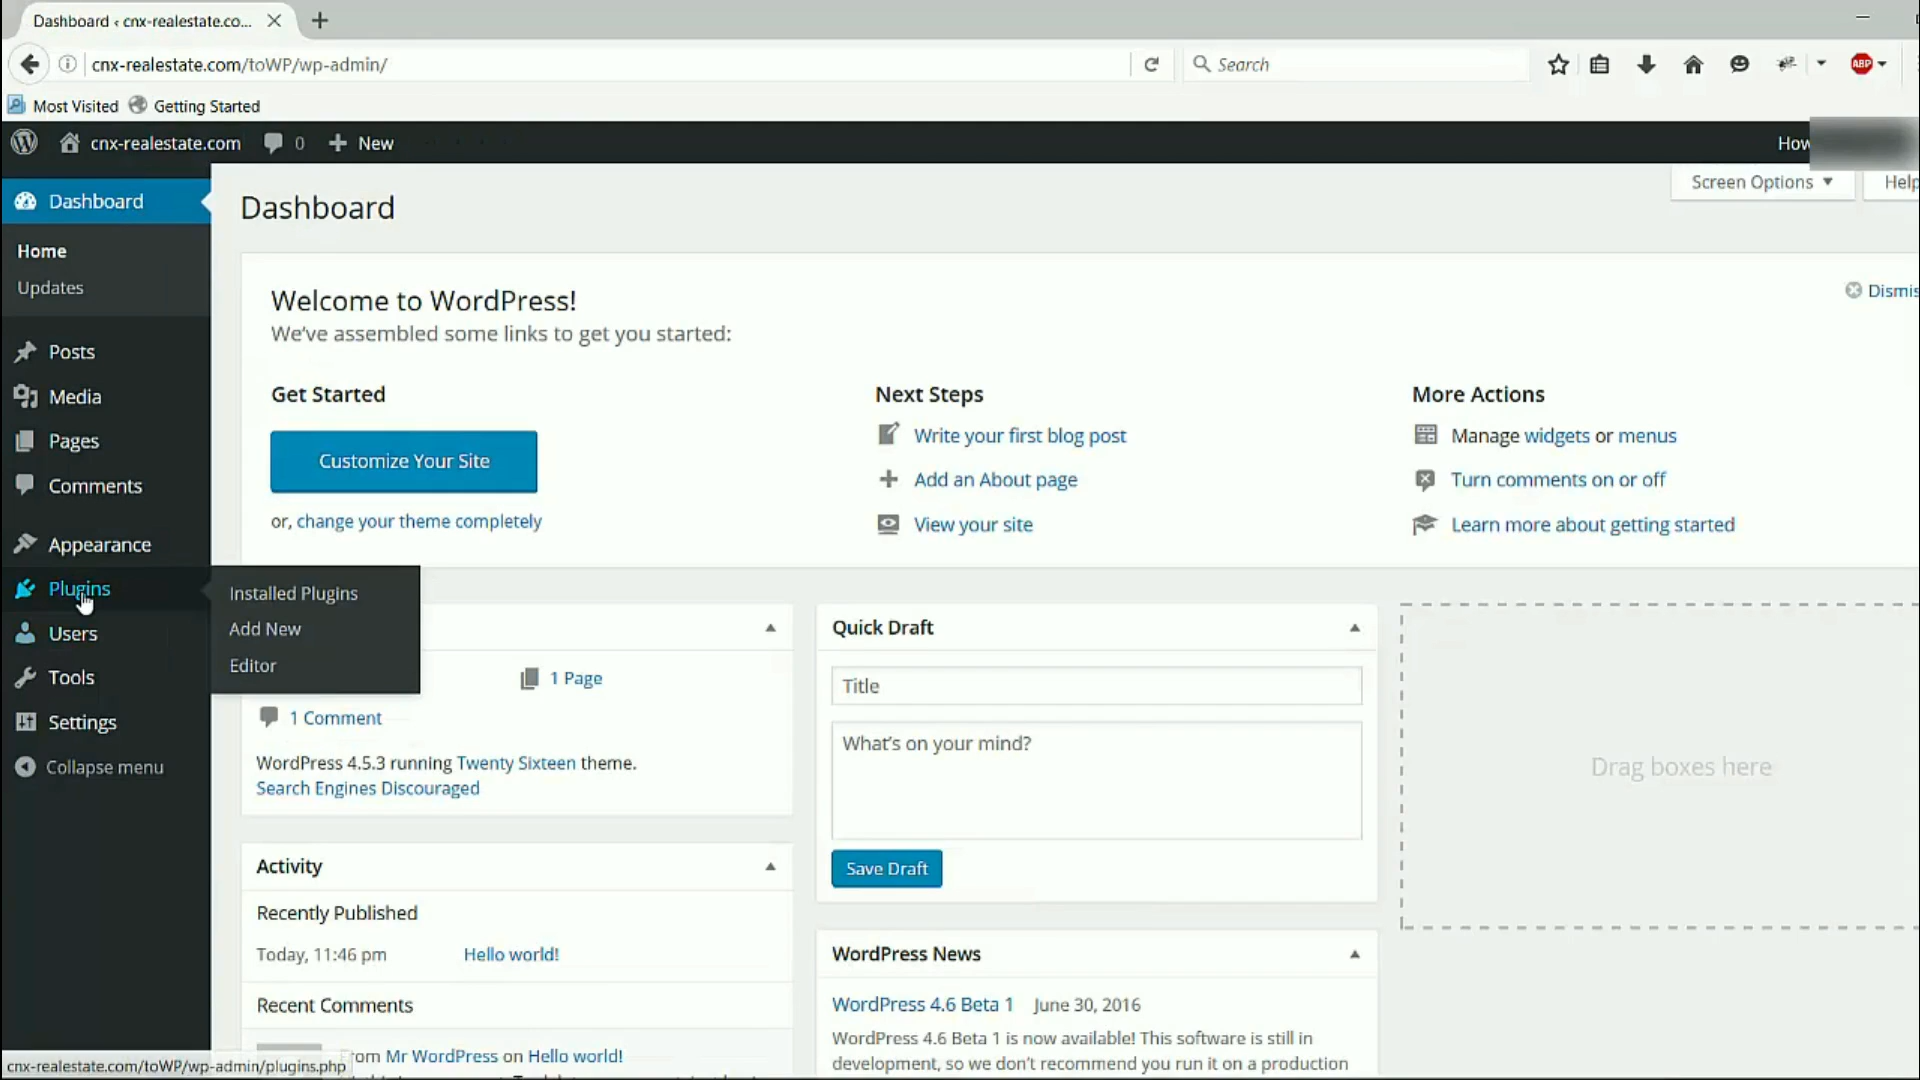 Dashboard ‹ cnx-realestate.co...
cnx-realestate.com/toWP/wp-admin/
Search
ABP
Most Visited
Getting Started
cnx-realestate.com
0
New
How
Screen Options
Help
Dashboard
Dashboard
Home
Updates
Welcome to WordPress!
Dismis
We've assembled some links to get you started:
Posts
Media
Pages
Comments
Appearance
Plugins
Users
Tools
Settings
Collapse menu
Get Started
Customize Your Site
or, change your theme completely
Next Steps
Write your first blog post
Add an About page
View your site
More Actions
Manage widgets or menus
Turn comments on or off
Learn more about getting started
Installed Plugins
Add New
Editor
1 Page
1 Comment
WordPress 4.5.3 running Twenty Sixteen theme.
Search Engines Discouraged
Activity
Recently Published
Today, 11:46 pm Hello world!
Recent Comments
From Mr WordPress on Hello world!
Quick Draft
Title
What's on your mind?
Save Draft
WordPress News
WordPress 4.6 Beta 1 June 30, 2016
WordPress 4.6 Beta 1 is now available! This software is still in
development, so we don't recommend you run it on a production
Drag boxes here
cnx-realestate.com/toWP/wp-admin/plugins.php